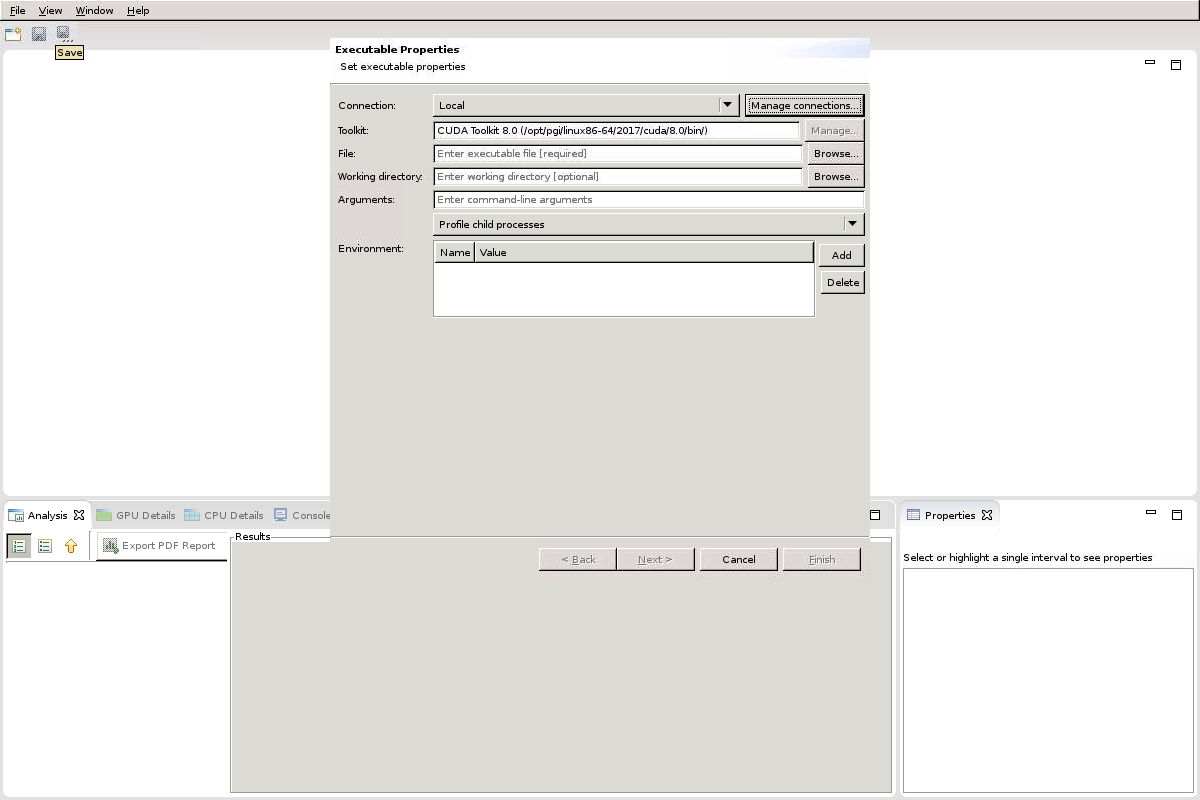 File View Window Help
Save
Executable Properties
Set executable properties
Connection: Local Manage connections...
Toolkit: CUDA Toolkit 8.0 (/opt/pgi/linux86-64/2017/cuda/8.0/bin/) Manage...
File: Enter executable file [required] Browse...
Working directory: Enter working directory [optional] Browse...
Arguments: Enter command-line arguments
Profile child processes
Environment: Name Value Add
Delete
Analysis GPU Details CPU Details Console Properties
Export PDF Report Results
< Back Next > Cancel Finish
Select or highlight a single interval to see properties